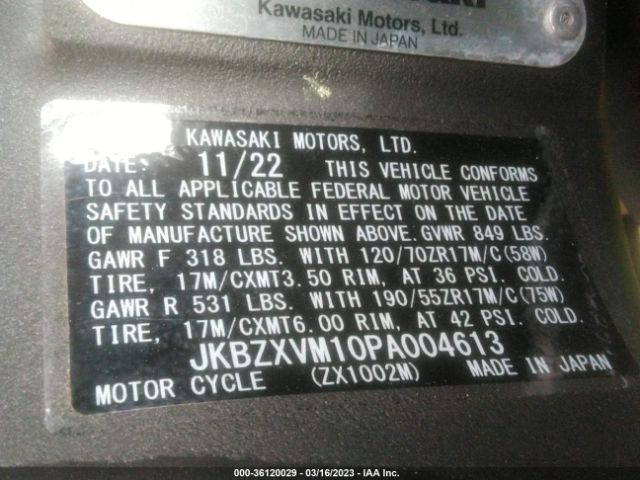 Kawasaki Motors, Ltd.
MADE IN JAPAN
KAWASAKI MOTORS, LTD.
DATE: 11/22 THIS VEHICLE CONFORMS
TO ALL APPLICABLE FEDERAL MOTOR VEHICLE
SAFETY STANDARDS IN EFFECT ON THE DATE
OF MANUFACTURE SHOWN ABOVE.GVWR 849 LBS.
GAWR F 318 LBS. WITH 120/70ZR17M/C(58W)
TIRE, 17M/CXMT3.50 RIM, AT 36 PSI. COLD.
GAWR R 531 LBS. WITH 190/55ZR17M/C(75W)
TIRE, 17M/CXMT6.00 RIM, AT 42 PSI. COLD.
JKBZXVM10PA004613
MOTOR CYCLE (ZX1002M) MADE IN JAPAN
000-36120029 - 03/16/2023 - IAA Inc.